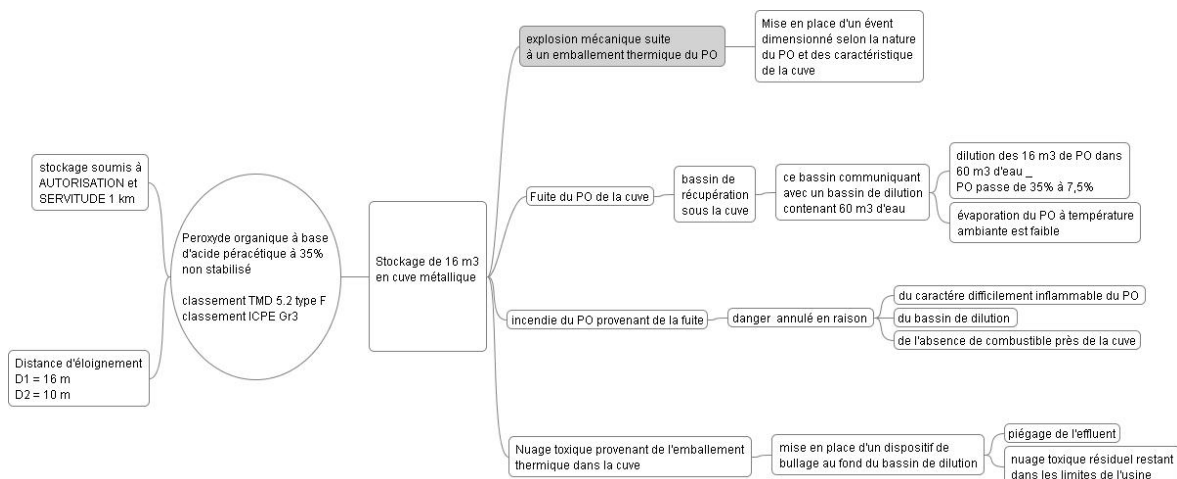 stockage soumis à
AUTORISATION et
SERVITUDE 1 km
Distance d'éloignement
D1 = 16 m
D2 = 10 m
Peroxyde organique à base
d'acide péracétique à 35%
non stabilisé
classement TMD 5.2 type F
classement ICPE Gr3
Stockage de 16 m3
en cuve métallique
explosion mécanique suite
à un emballement thermique du PO
Mise en place d'un évent
dimensionné selon la nature
du PO et des caractéristique
de la cuve
Fuite du PO de la cuve
bassin de
récupération
sous la cuve
ce bassin communiquant
avec un bassin de dilution
contenant 60 m3 d'eau
dilution des 16 m3 de PO dans
60 m3 d'eau _
PO passe de 35% à 7,5%
évaporation du PO à température
ambiante est faible
incendie du PO provenant de la fuite
danger annulé en raison
du caractére difficilement inflammable du PO
du bassin de dilution
de l'absence de combustible près de la cuve
Nuage toxique provenant de l'emballement
thermique dans la cuve
mise en place d'un dispositif de
bullage au fond du bassin de dilution
piégage de l'effluent
nuage toxique résiduel restant
dans les limites de l'usine